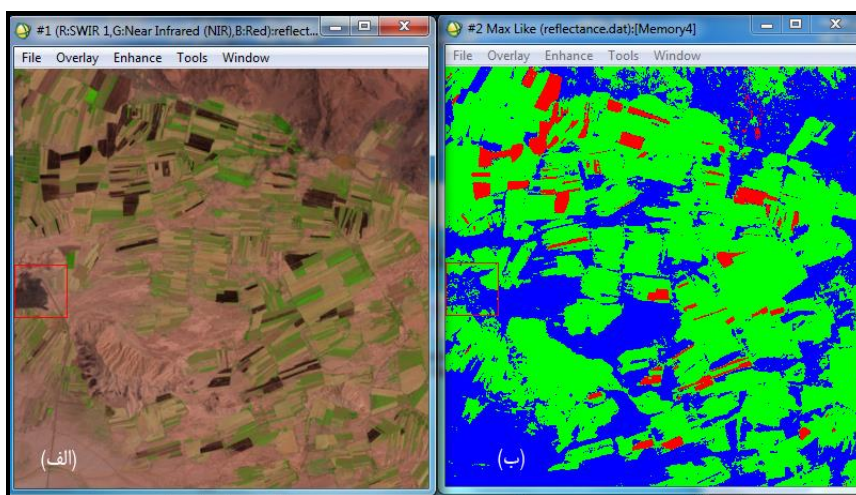 #1 (R:SWIR 1,G:Near Infrared (NIR),B:Red):reflect...
File Overlay Enhance Tools Window
(الف)
#2 Max Like (reflectance.dat):[Memory4]
File Overlay Enhance Tools Window
(ب)